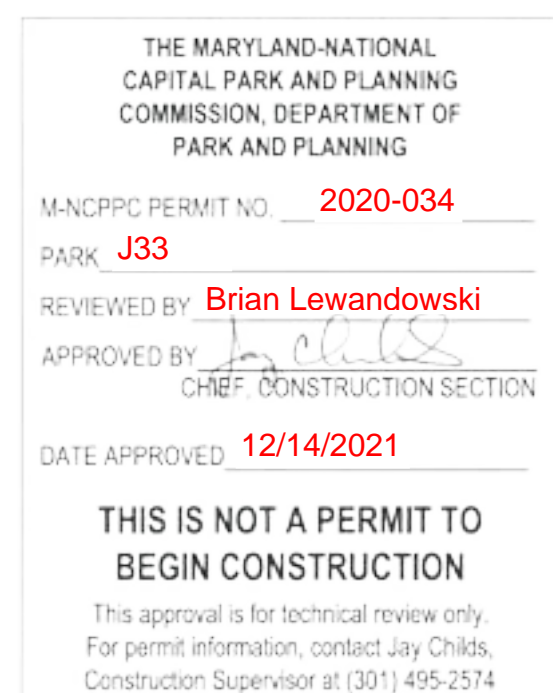 THE MARYLAND-NATIONAL
CAPITAL PARK AND PLANNING
COMMISSION, DEPARTMENT OF
PARK AND PLANNING
M-NCPPC PERMIT NO. 2020-034
PARK J33
REVIEWED BY Brian Lewandowski
APPROVED BY Jay Childs
CHIEF, CONSTRUCTION SECTION
DATE APPROVED 12/14/2021
THIS IS NOT A PERMIT TO
BEGIN CONSTRUCTION
This approval is for technical review only.
For permit information, contact Jay Childs,
Construction Supervisor at (301) 495-2574